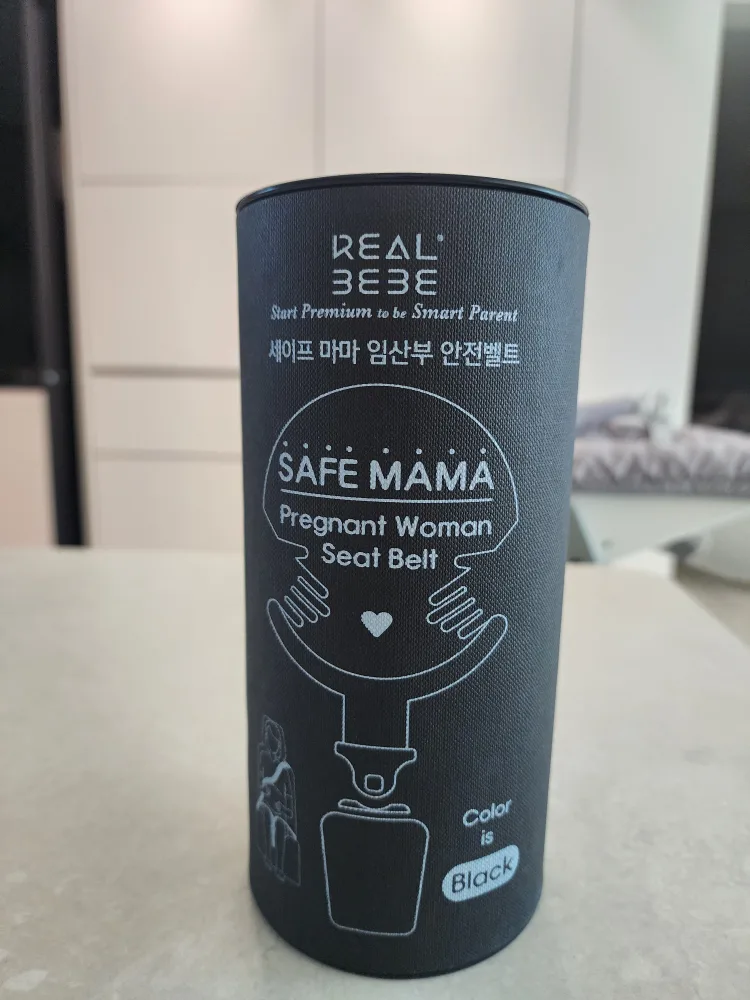 REAL
BEBE
Start Premium to be Smart Parent
세이프 마마 임산부 안전벨트
SAFE MAMA
Pregnant Woman
Seat Belt
Color
is
Black